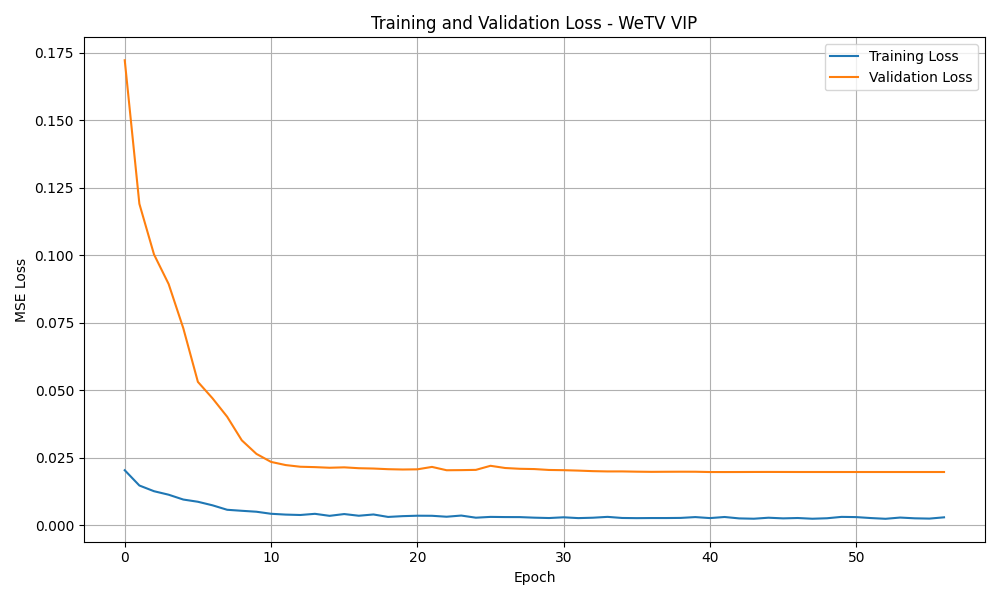 Training and Validation Loss - WeTV VIP
Training Loss
Validation Loss
MSE Loss
0.175
0.150
0.125
0.100
0.075
0.050
0.025
0.000
0 10 20 30 40 50
Epoch